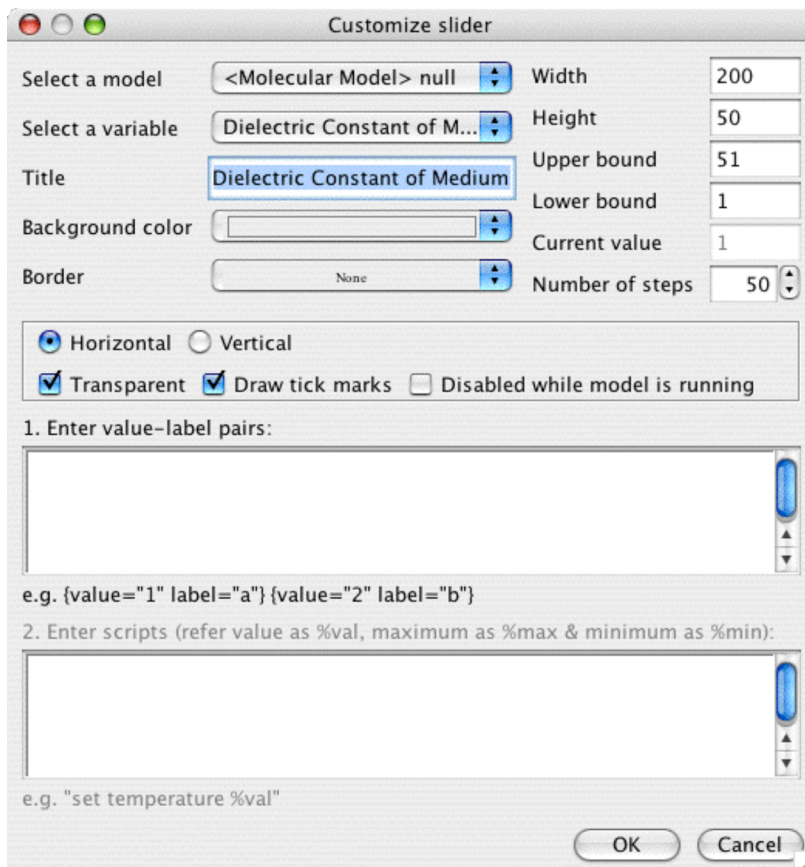 Customize slider
Select a model <Molecular Model> null
Select a variable Dielectric Constant of M...
Title Dielectric Constant of Medium
Background color
Border None
Width 200
Height 50
Upper bound 51
Lower bound 1
Current value 1
Number of steps 50
Horizontal Vertical
Transparent Draw tick marks Disabled while model is running
1. Enter value-label pairs:
e.g. {value="1" label="a"} {value="2" label="b"}
2. Enter scripts (refer value as %val, maximum as %max & minimum as %min):
e.g. "set temperature %val"
OK Cancel